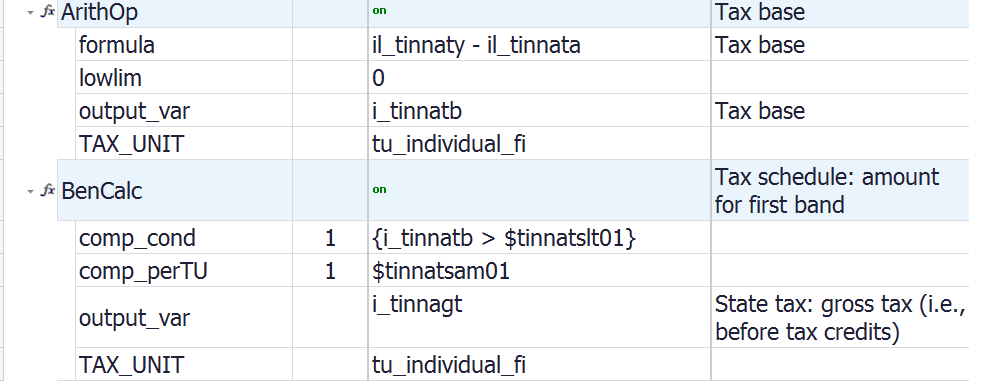 fx ArithOp on Tax base
formula il_tinnaty - il_tinnata Tax base
lowlim 0
output_var i_tinnatb Tax base
TAX_UNIT tu_individual_fi
fx BenCalc on Tax schedule: amount
for first band
comp_cond 1 {i_tinnatb > $tinnatslt01}
comp_perTU 1 $tinnatsam01
output_var i_tinnagt State tax: gross tax (i.e.,
before tax credits)
TAX_UNIT tu_individual_fi